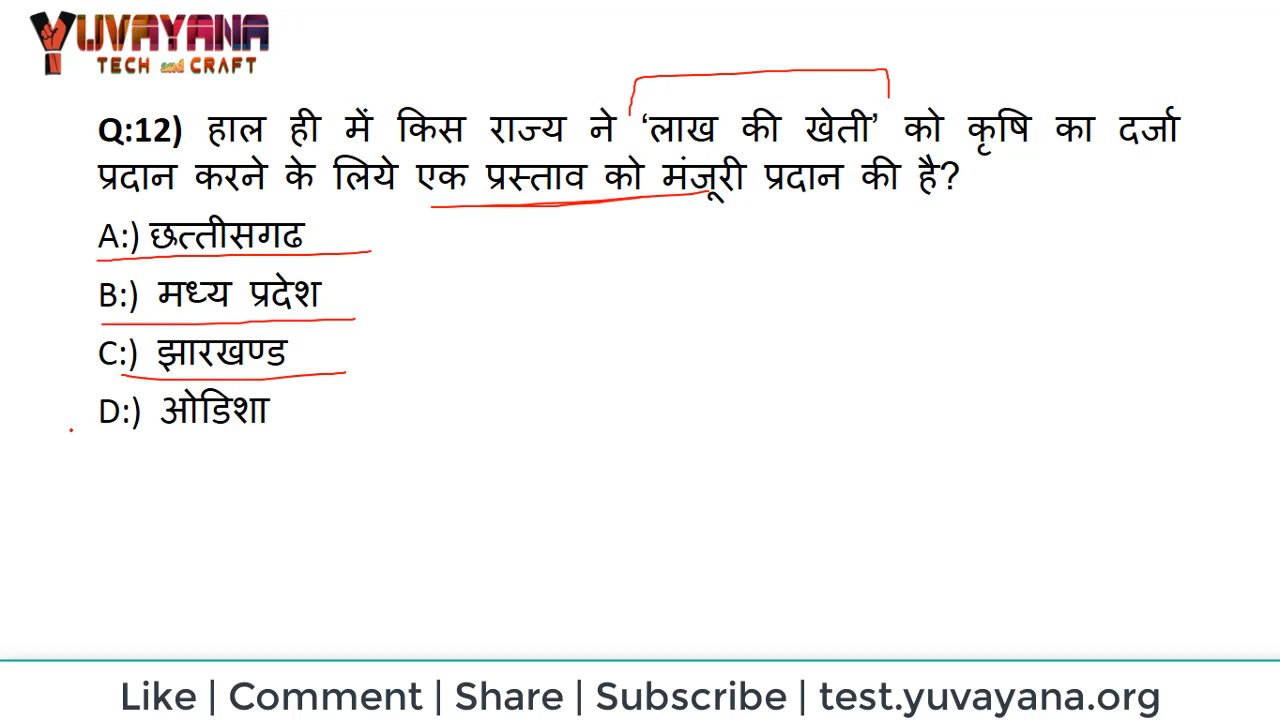 YUVAYANA
TECH and CRAFT
Q:12) हाल ही में किस राज्य ने ‘लाख की खेती’ को कृषि का दर्जा
प्रदान करने के लिये एक प्रस्ताव को मंजूरी प्रदान की है?
A:) छत्तीसगढ
B:) मध्य प्रदेश
C:) झारखण्ड
D:) ओडिशा
Like | Comment | Share | Subscribe | test.yuvayana.org